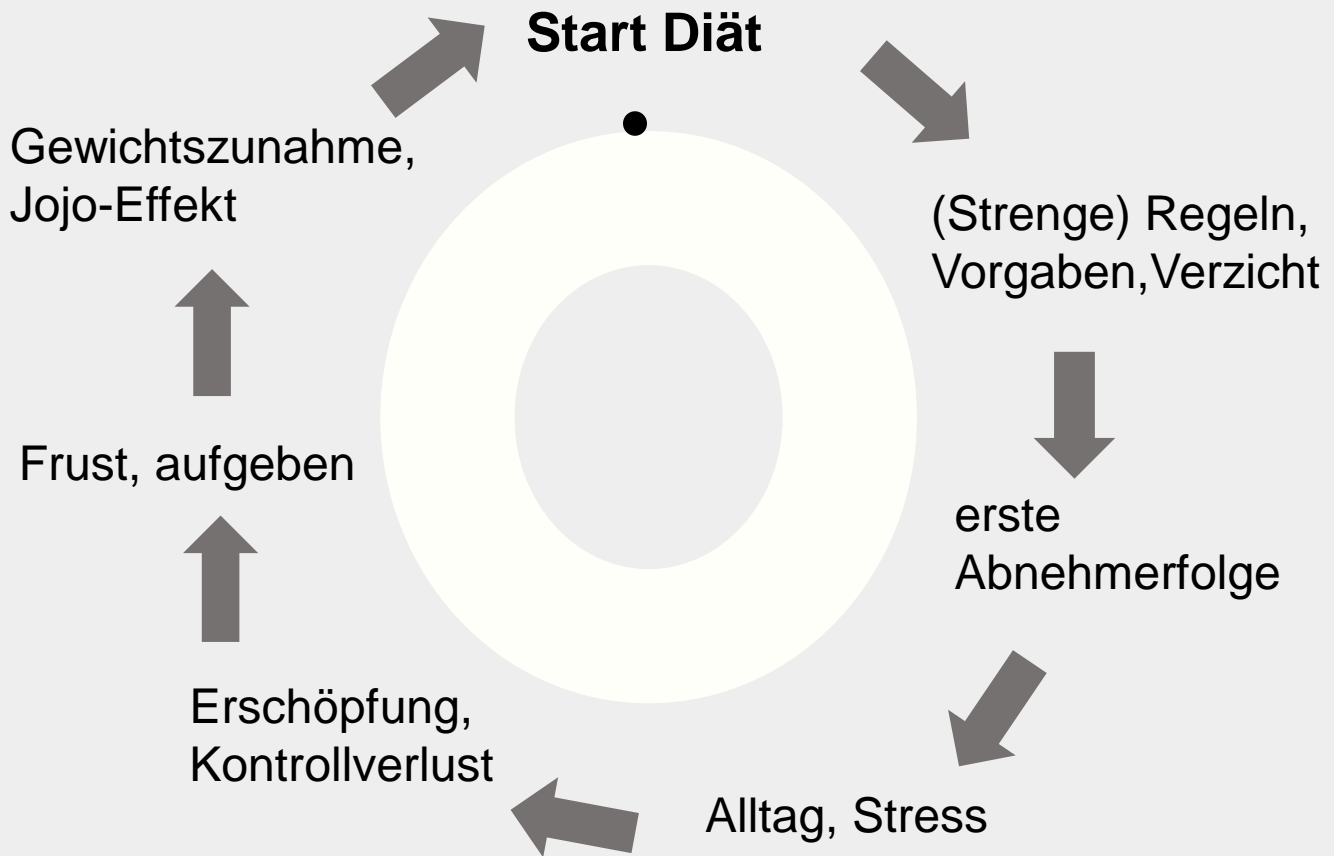 Start Diät
(Strenge) Regeln,
Vorgaben,Verzicht
erste
Abnehmerfolge
Alltag, Stress
Erschöpfung,
Kontrollverlust
Frust, aufgeben
Gewichtszunahme,
Jojo-Effekt